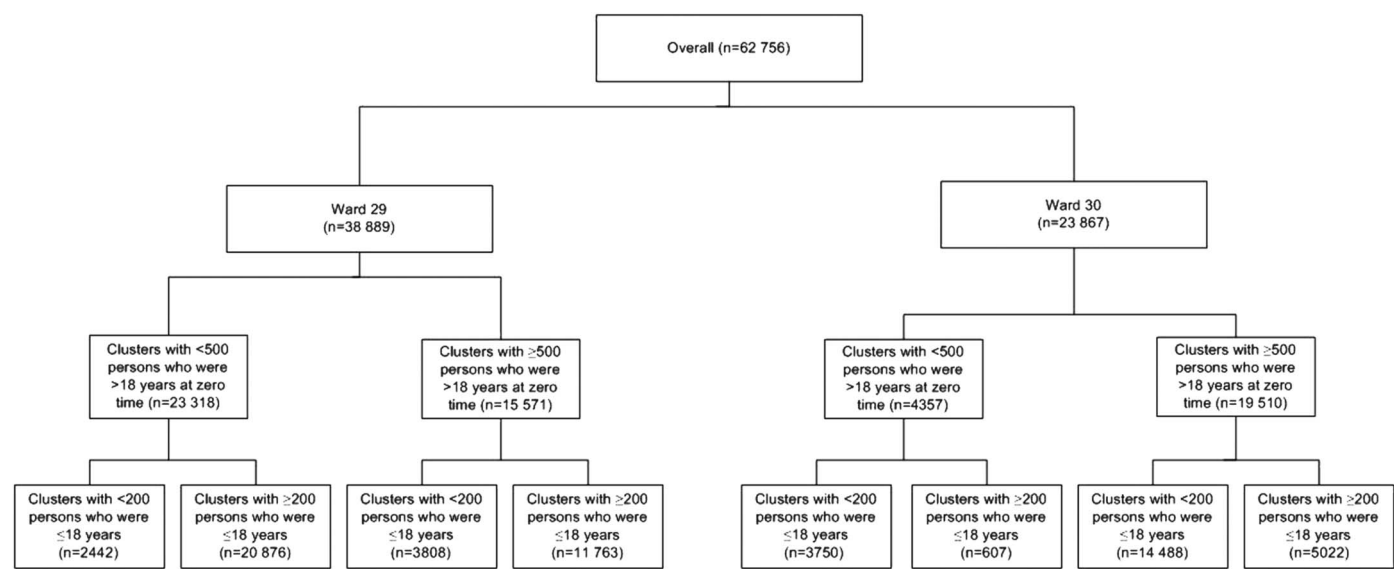 Overall (n=62 756)
Ward 29
(n=38 889)
Ward 30
(n=23 867)
Clusters with <500
persons who were
>18 years at zero
time (n=23 318)
Clusters with ≥500
persons who were
>18 years at zero
time (n=15 571)
Clusters with <500
persons who were
>18 years at zero
time (n=4357)
Clusters with ≥500
persons who were
>18 years at zero
time (n=19 510)
Clusters with <200
persons who were
≤18 years
(n=2442)
Clusters with ≥200
persons who were
≤18 years
(n=20 876)
Clusters with <200
persons who were
≤18 years
(n=3808)
Clusters with ≥200
persons who were
≤18 years
(n=11 763)
Clusters with <200
persons who were
≤18 years
(n=3750)
Clusters with ≥200
persons who were
≤18 years
(n=607)
Clusters with <200
persons who were
≤18 years
(n=14 488)
Clusters with ≥200
persons who were
≤18 years
(n=5022)